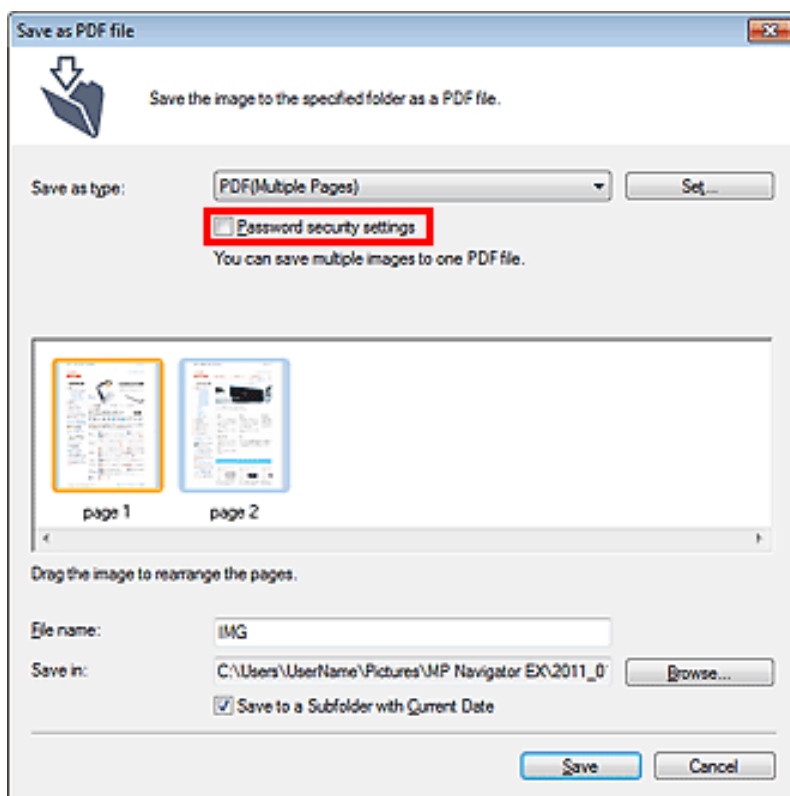 Save as PDF file
Save the image to the specified folder as a PDF file.
Save as type: PDF(Multiple Pages) Set...
Password security settings
You can save multiple images to one PDF file.
page 1 page 2
Drag the image to rearrange the pages.
File name: IMG
Save in: C:\Users\UserName\Pictures\MP Navigator EX\2011_0 Browse...
Save to a Subfolder with Current Date
Save Cancel